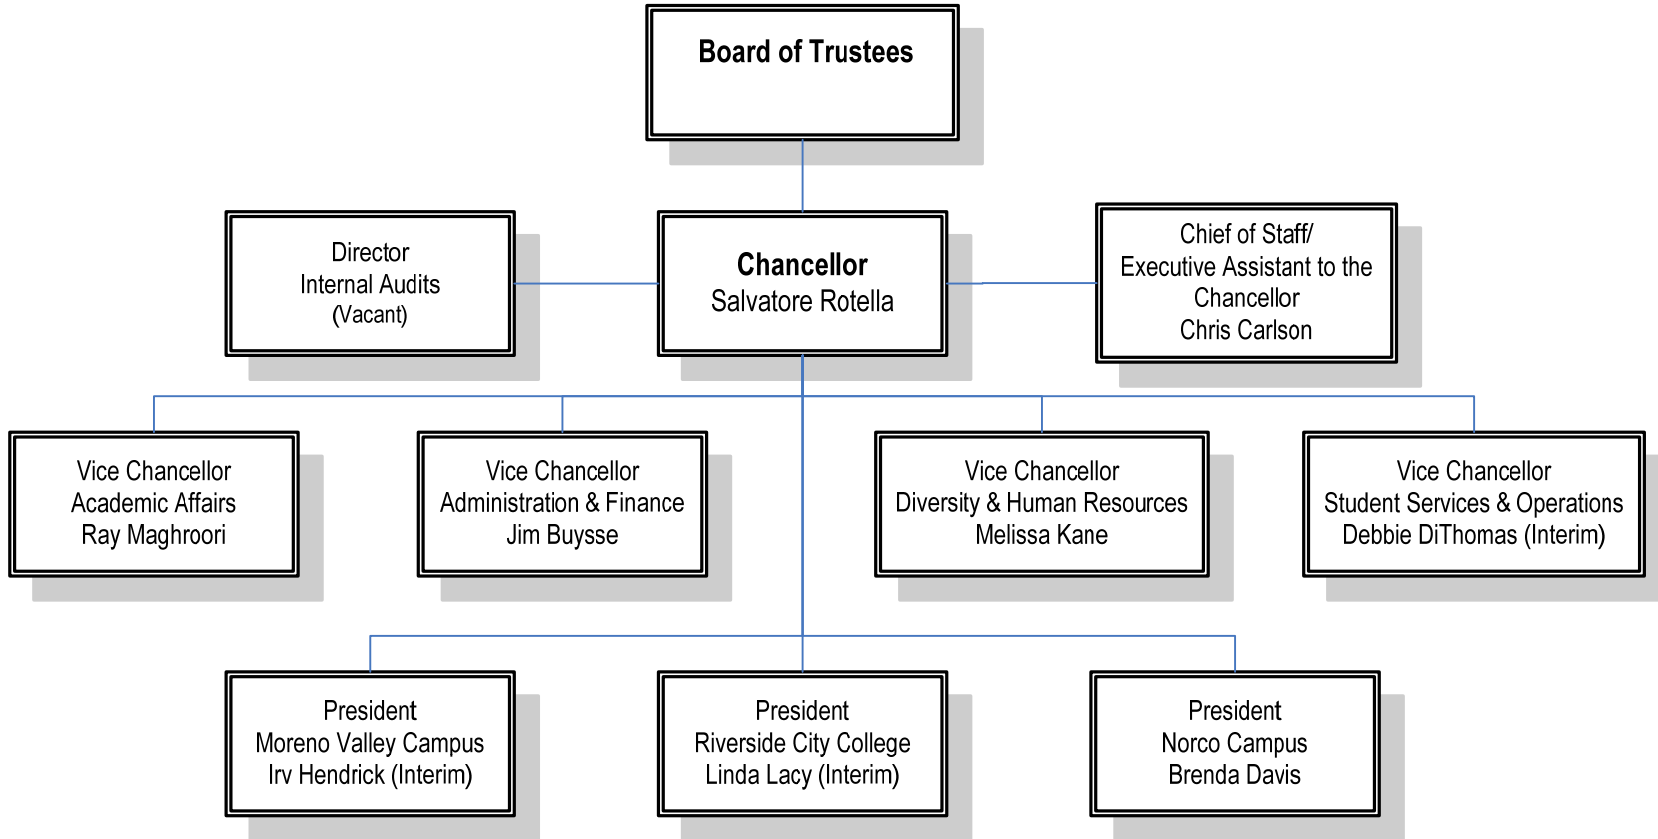 Board of Trustees
Director
Internal Audits
(Vacant)
Chancellor
Salvatore Rotella
Chief of Staff/
Executive Assistant to the
Chancellor
Chris Carlson
Vice Chancellor
Academic Affairs
Ray Maghroori
Vice Chancellor
Administration & Finance
Jim Buysse
Vice Chancellor
Diversity & Human Resources
Melissa Kane
Vice Chancellor
Student Services & Operations
Debbie DiThomas (Interim)
President
Moreno Valley Campus
Irv Hendrick (Interim)
President
Riverside City College
Linda Lacy (Interim)
President
Norco Campus
Brenda Davis